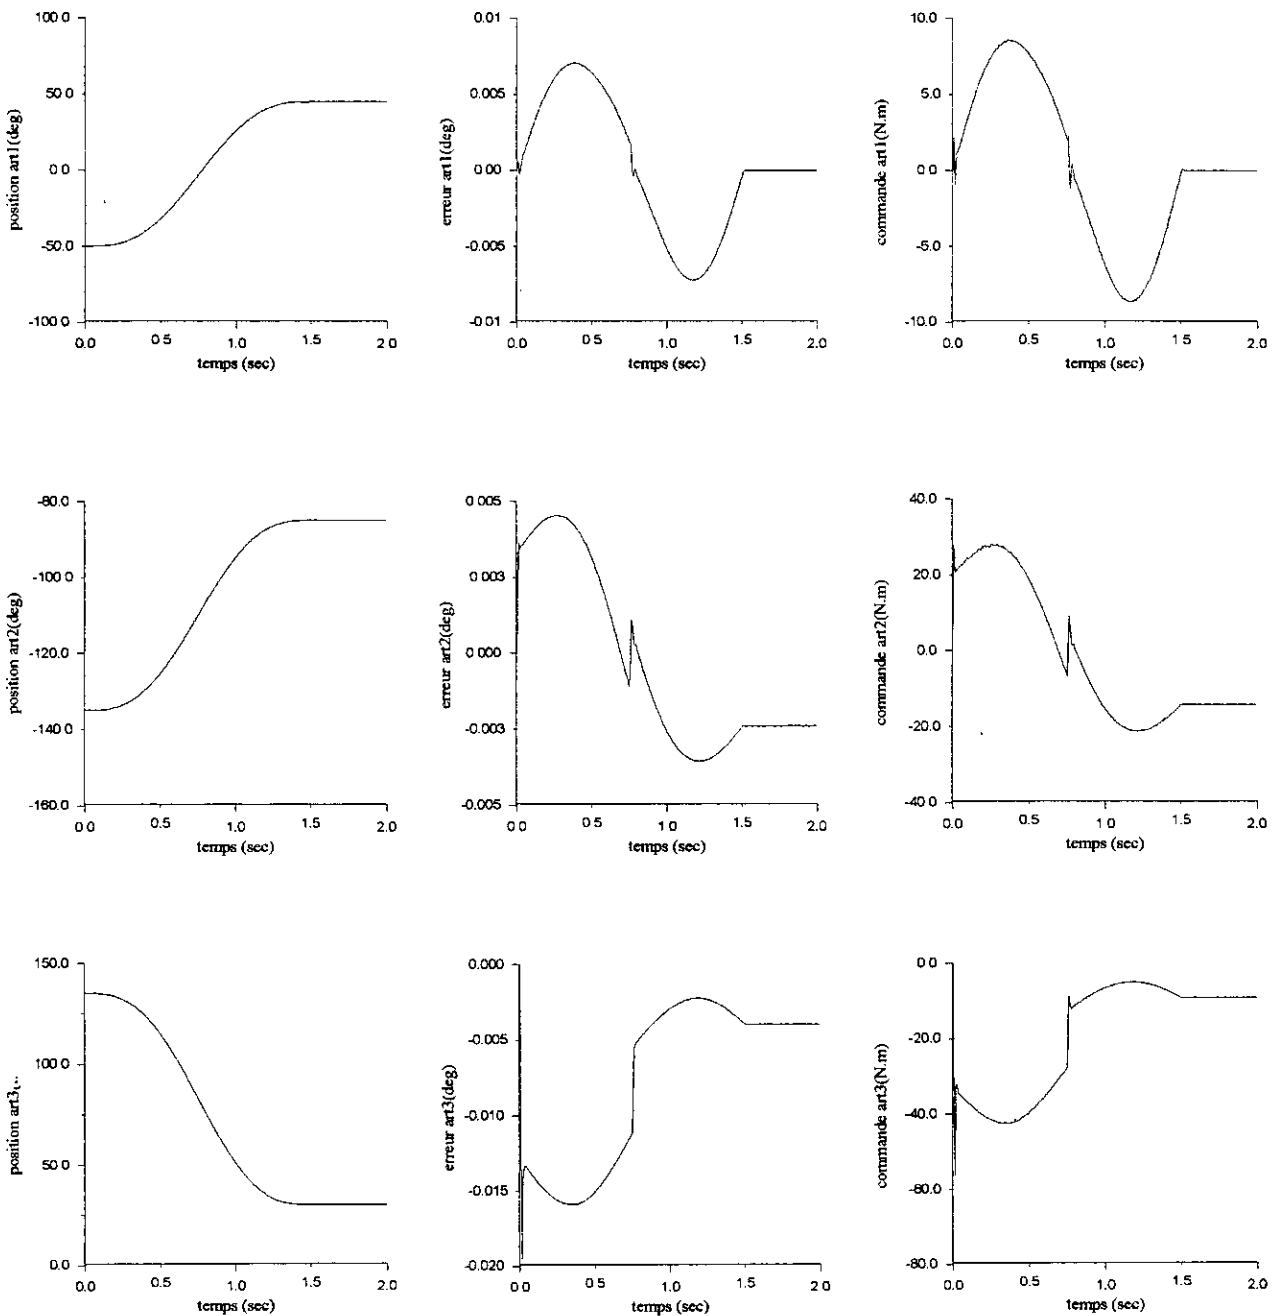 100.0
50.0
0.0
-50.0
-100.0
position art1(deg)
0.0 0.5 1.0 1.5 2.0
temps (sec)
0.01
0.005
0.00
-0.005
-0.01
erreur art1(deg)
0.0 0.5 1.0 1.5 2.0
temps (sec)
10.0
5.0
0.0
-5.0
-10.0
commande art1(N.m)
0.0 0.5 1.0 1.5 2.0
temps (sec)
-80.0
-100.0
-120.0
-140.0
-160.0
position art2(deg)
0.0 0.5 1.0 1.5 2.0
temps (sec)
0.005
0.003
0.000
-0.003
-0.005
erreur art2(deg)
0.0 0.5 1.0 1.5 2.0
temps (sec)
40.0
20.0
0.0
-20.0
-40.0
commande art2(N.m)
0.0 0.5 1.0 1.5 2.0
temps (sec)
150.0
100.0
50.0
0.0
position art3
0.0 0.5 1.0 1.5 2.0
temps (sec)
0.000
-0.005
-0.010
-0.015
-0.020
erreur art3(deg)
0.0 0.5 1.0 1.5 2.0
temps (sec)
0.0
-20.0
-40.0
-60.0
-80.0
commande art3(N.m)
0.0 0.5 1.0 1.5 2.0
temps (sec)